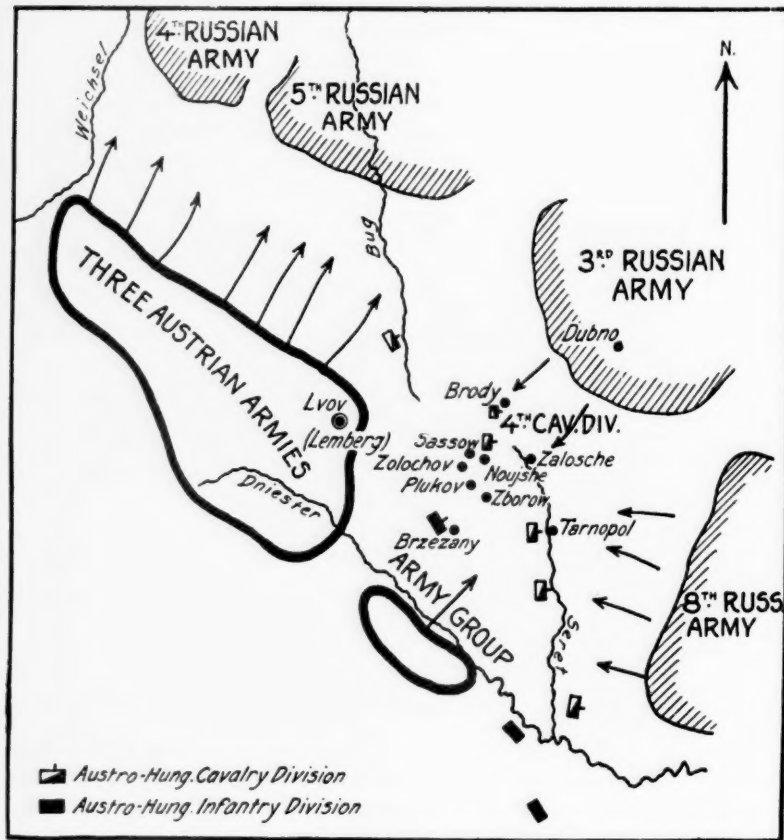 4TH RUSSIAN
ARMY
Weichsel
5TH RUSSIAN
ARMY
N.
Bug
3RD RUSSIAN
ARMY
Dubno
THREE AUSTRIAN ARMIES
Lvov
(Lemberg)
Brody
4TH CAV. DIV.
Sassow
Zolochov
Noujshe
Zalosche
Plukov
Zborow
Dniester
Brzezany
Tarnopol
ARMY GROUP
8TH RUSS
ARMY
Seret
Austro-Hung. Cavalry Division
Austro-Hung. Infantry Division